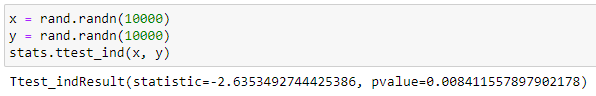 x = rand.randn(10000)
y = rand.randn(10000)
stats.ttest_ind(x, y)
Ttest_indResult(statistic=-2.6353492744425386, pvalue=0.008411557897902178)